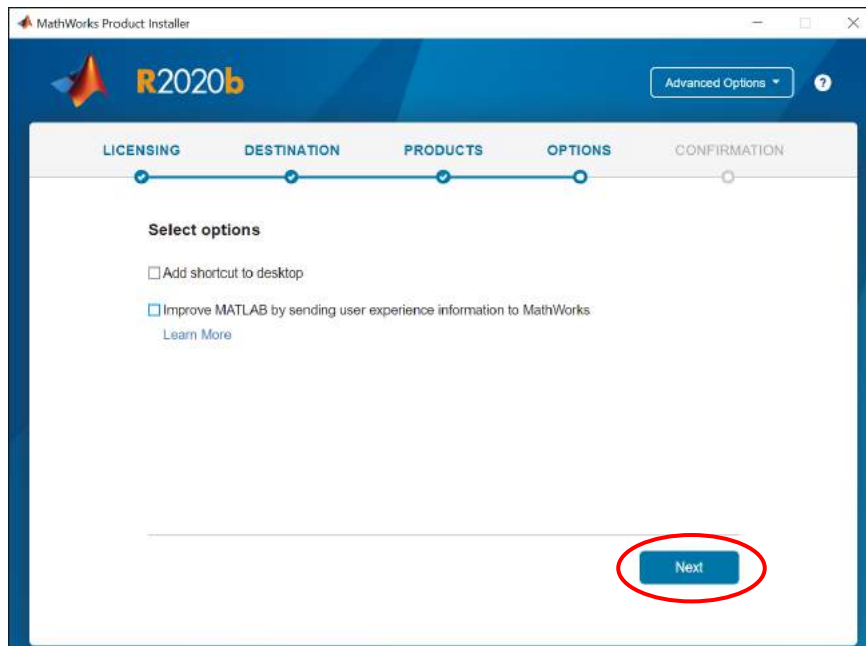 MathWorks Product Installer
R2020b
Advanced Options
?
LICENSING DESTINATION PRODUCTS OPTIONS CONFIRMATION
Select options
Add shortcut to desktop
Improve MATLAB by sending user experience information to MathWorks
Learn More
Next